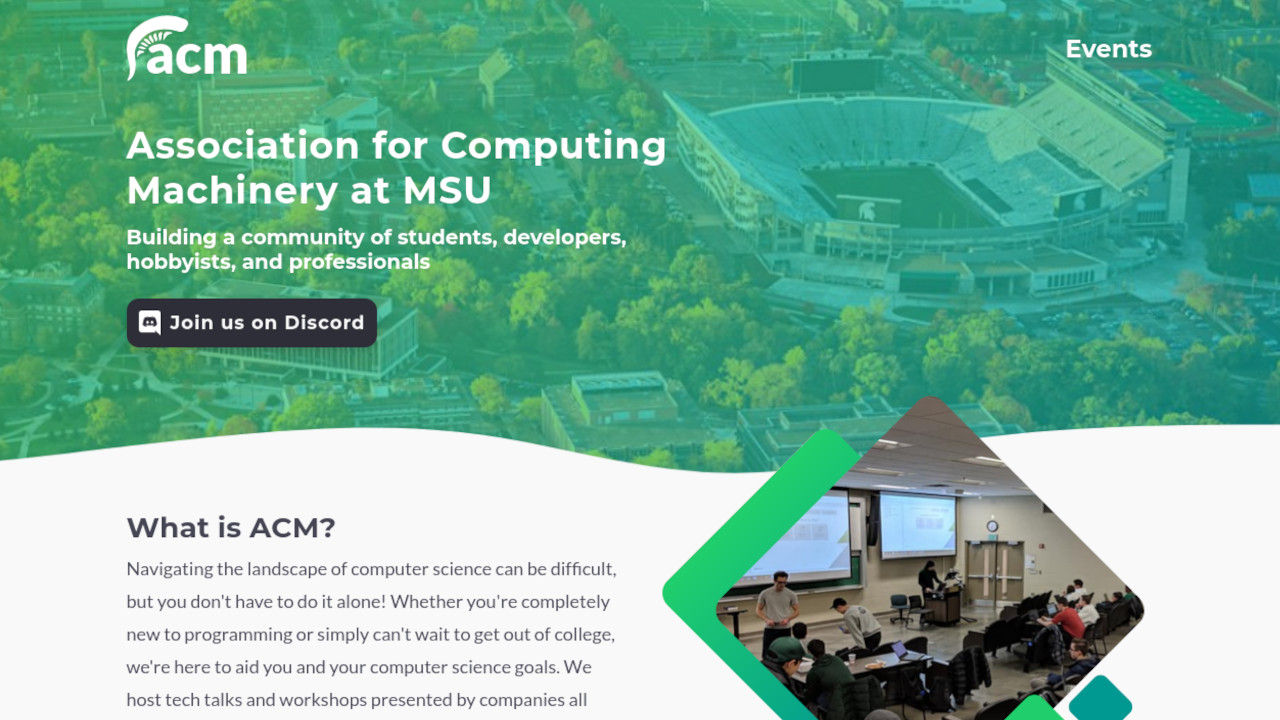 acm
Events
Association for Computing
Machinery at MSU
Building a community of students, developers,
hobbyists, and professionals
Join us on Discord
What is ACM?
Navigating the landscape of computer science can be difficult,
but you don't have to do it alone! Whether you're completely
new to programming or simply can't wait to get out of college,
we're here to aid you and your computer science goals. We
host tech talks and workshops presented by companies all